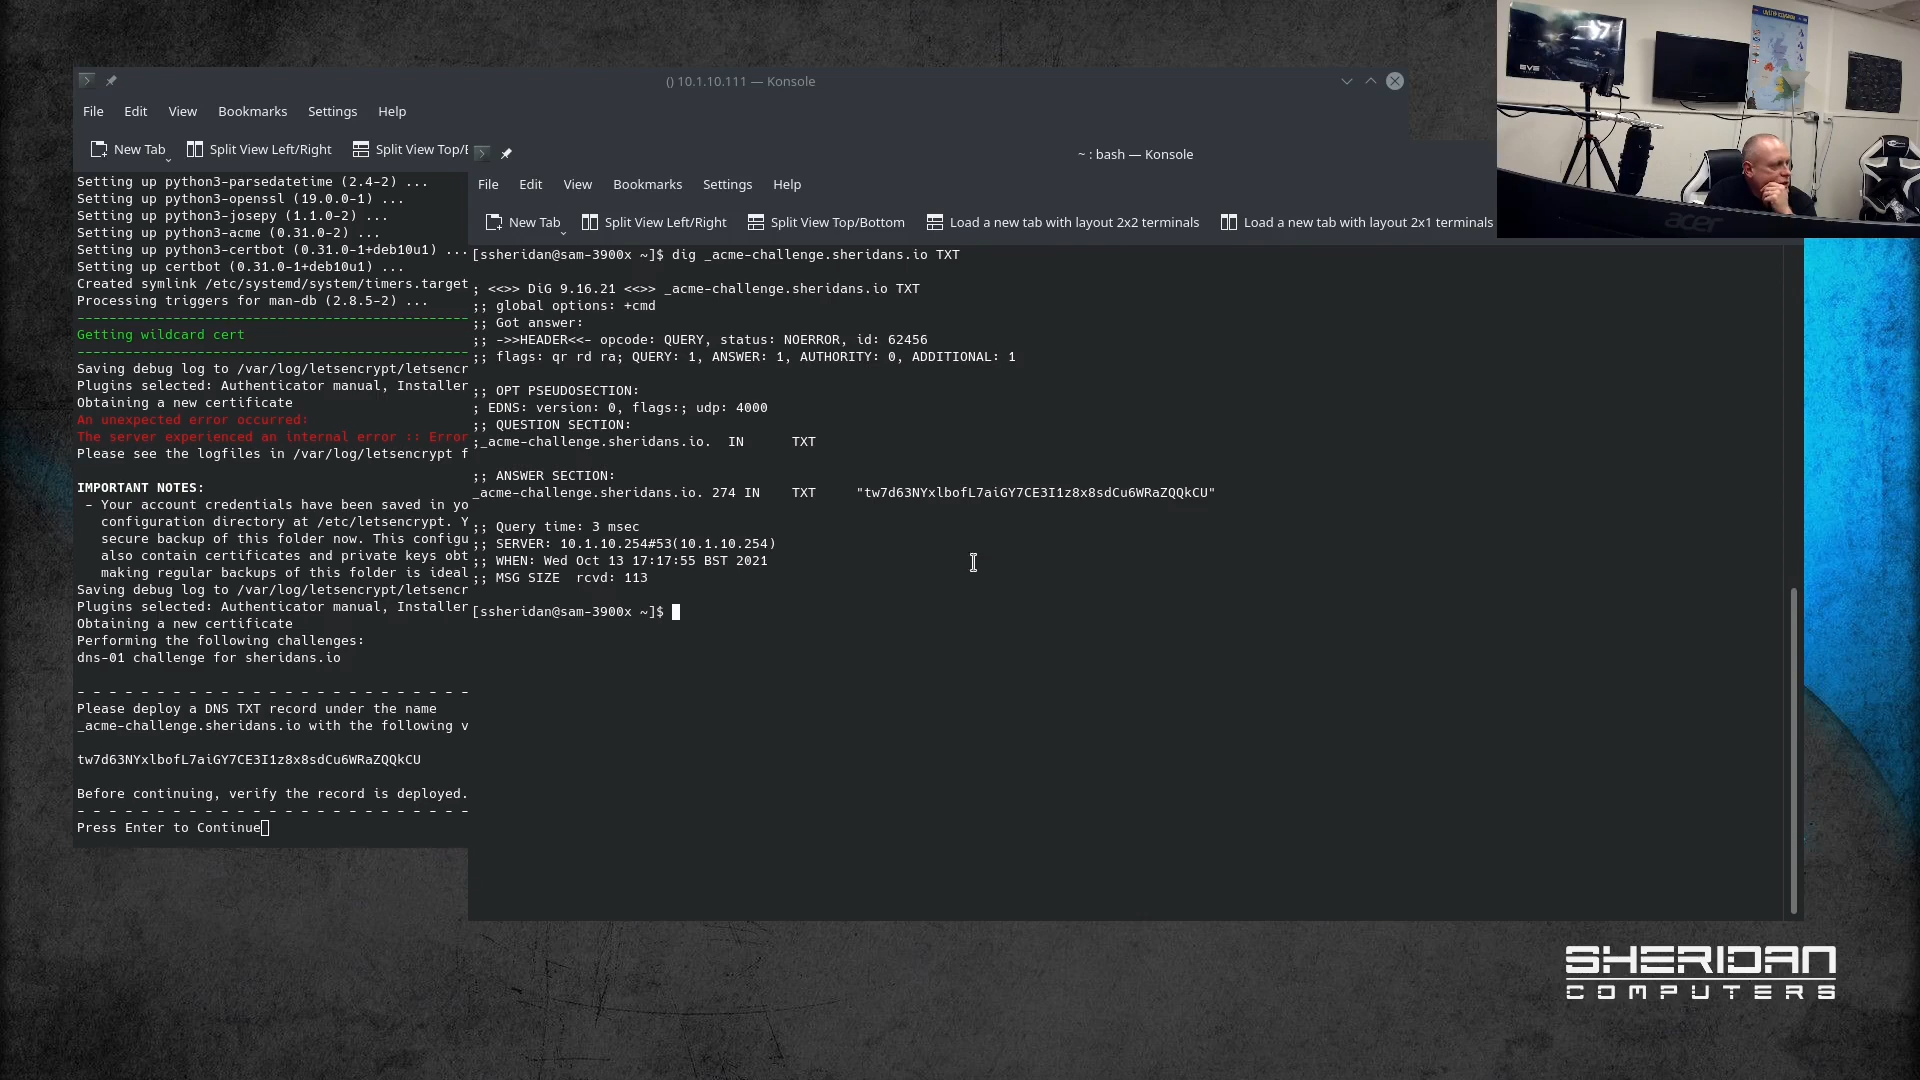 () 10.1.10.111 — Konsole
File Edit View Bookmarks Settings Help
New Tab Split View Left/Right Split View Top/E
Setting up python3-parsedatetime (2.4-2) ...
Setting up python3-openssl (19.0.0-1) ...
Setting up python3-josepy (1.1.0-2) ...
Setting up python3-acme (0.31.0-2) ...
Setting up python3-certbot (0.31.0-1+deb10u1) ...
Setting up certbot (0.31.0-1+deb10u1) ...
Created symlink /etc/systemd/system/timers.target
Processing triggers for man-db (2.8.5-2) ...
Getting wildcard cert
Saving debug log to /var/log/letsencrypt/letsencr
Plugins selected: Authenticator manual, Installer
Obtaining a new certificate
An unexpected error occurred:
The server experienced an internal error :: Error
Please see the logfiles in /var/log/letsencrypt f
IMPORTANT NOTES:
- Your account credentials have been saved in yo
configuration directory at /etc/letsencrypt. Y
secure backup of this folder now. This configu
also contain certificates and private keys obt
making regular backups of this folder is ideal
Saving debug log to /var/log/letsencrypt/letsencr
Plugins selected: Authenticator manual, Installer
Obtaining a new certificate
Performing the following challenges:
dns-01 challenge for sheridans.io
- - - - - - - - - - - - - - - - - - - - - - - - -
Please deploy a DNS TXT record under the name
_acme-challenge.sheridans.io with the following v
tw7d63NYxlbofL7aiGY7CE3I1z8x8sdCu6WRaZQQkCU
Before continuing, verify the record is deployed.
- - - - - - - - - - - - - - - - - - - - - - - - -
Press Enter to Continue
~ : bash — Konsole
File Edit View Bookmarks Settings Help
New Tab Split View Left/Right Split View Top/Bottom Load a new tab with layout 2x2 terminals Load a new tab with layout 2x1 terminals
[ssheridan@sam-3900x ~]$ dig _acme-challenge.sheridans.io TXT
; <<>> DiG 9.16.21 <<>> _acme-challenge.sheridans.io TXT
;; global options: +cmd
;; Got answer:
;; ->>HEADER<<- opcode: QUERY, status: NOERROR, id: 62456
;; flags: qr rd ra; QUERY: 1, ANSWER: 1, AUTHORITY: 0, ADDITIONAL: 1
;; OPT PSEUDOSECTION:
; EDNS: version: 0, flags:; udp: 4000
;; QUESTION SECTION:
;_acme-challenge.sheridans.io. IN TXT
;; ANSWER SECTION:
_acme-challenge.sheridans.io. 274 IN TXT "tw7d63NYxlbofL7aiGY7CE3I1z8x8sdCu6WRaZQQkCU"
;; Query time: 3 msec
;; SERVER: 10.1.10.254#53(10.1.10.254)
;; WHEN: Wed Oct 13 17:17:55 BST 2021
;; MSG SIZE rcvd: 113
[ssheridan@sam-3900x ~]$
EVE
acer
SHERIDAN
COMPUTERS